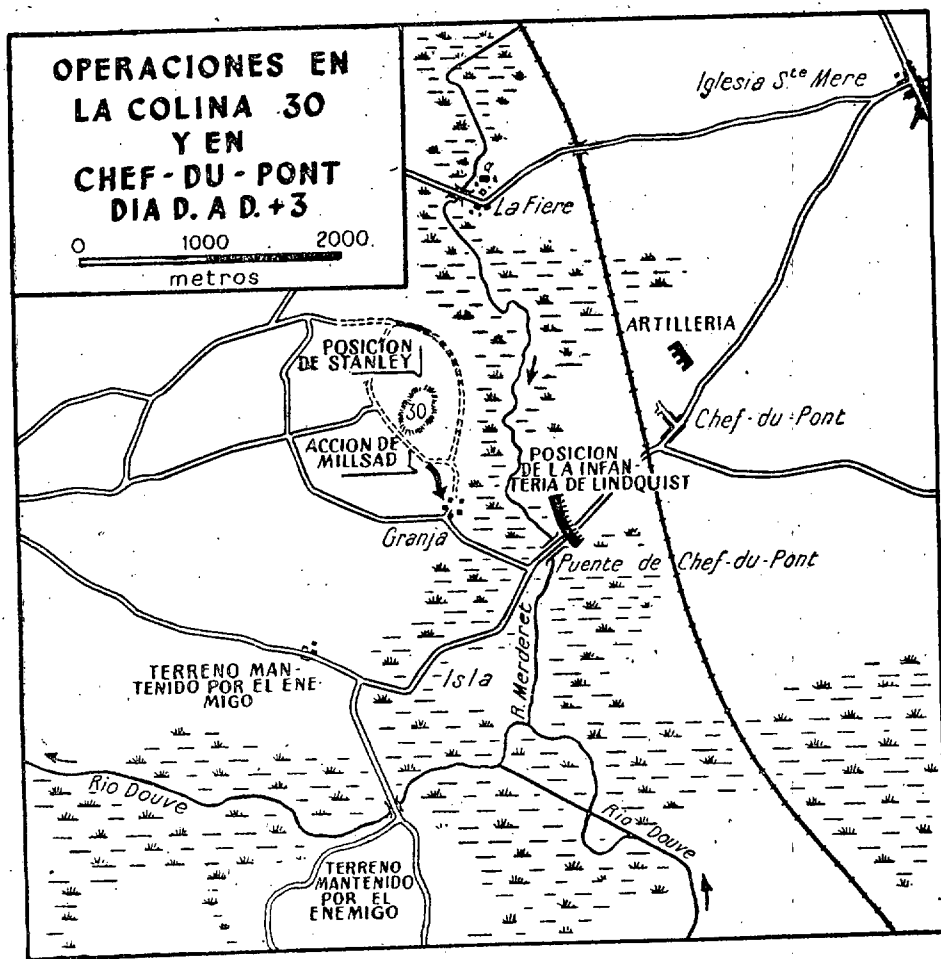 OPERACIONES EN
LA COLINA 30
Y EN
CHEF-DU-PONT
DIA D. A D.+3
0 1000 2000.
metros
Iglesia S.te Mere
La Fiere
ARTILLERIA
POSICION
DE STANLEY
30
Chef-du-Pont
ACCION DE
MILLSAD
POSICION
DE LA INFAN-
TERIA DE LINDQUIST
Granja
Puente de Chef-du-Pont
R. Merderet
Isla
TERRENO MAN-
TENIDO POR EL ENE-
MIGO
Rio Douve
Rio Douve
TERRENO
MANTENIDO
POR EL
ENEMIGO